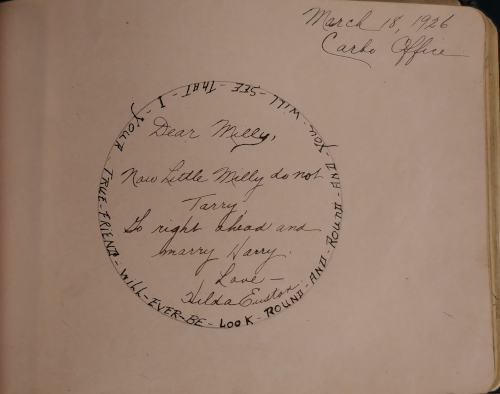 March 18, 1926
Carbo Office
Dear Milly,
Now Little Milly do not
Tarry
Go right ahead and
marry Harry.
Love —
Hilda Euston
LOOK - ROUND - AND - ROUND - AND - YOU - WILL - SEE - THAT - I - YOUR - TRUE - FRIEND - WILL - EVER - BE -